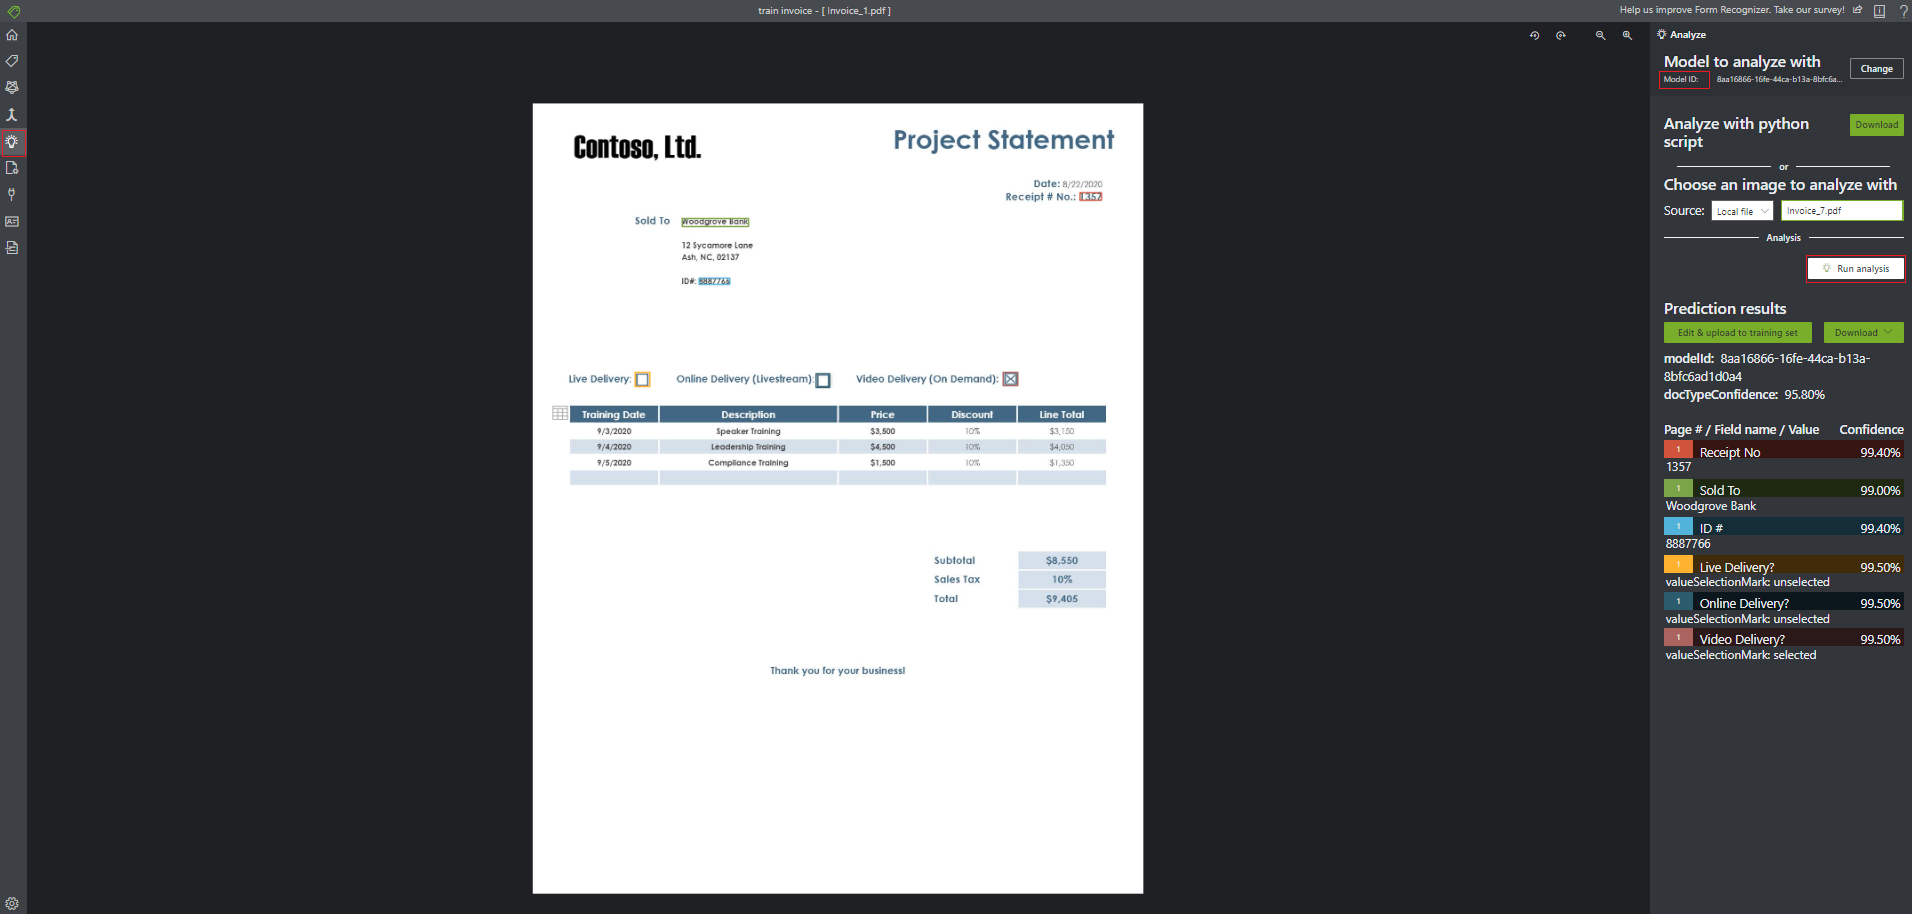 train invoice - [ Invoice_1.pdf ]
Help us improve Form Recognizer. Take our survey!
?
Contoso, Ltd.
Project Statement
Date: 8/22/2020
Receipt # No.: 1357
Sold To Woodgrove Bank
12 Sycamore Lane
Ash, NC, 02137
ID#: 8887766
Live Delivery: Online Delivery (Livestream): Video Delivery (On Demand):
Training Date Description Price Discount Line Total
9/3/2020 Speaker Training $3,500 10% $3,150
9/4/2020 Leadership Training $4,500 10% $4,050
9/5/2020 Compliance Training $1,500 10% $1,350
Subtotal $8,550
Sales Tax 10%
Total $9,405
Thank you for your business!
Analyze
Model to analyze with
Change
Model ID: 8aa16866-16fe-44ca-b13a-8bfc6a...
Analyze with python
script
Download
or
Choose an image to analyze with
Source: Local file Invoice_7.pdf
Analysis
Run analysis
Prediction results
Edit & upload to training set Download
modelId: 8aa16866-16fe-44ca-b13a-
8bfc6ad1d0a4
docTypeConfidence: 95.80%
Page # / Field name / Value Confidence
1 Receipt No 99.40%
1357
1 Sold To 99.00%
Woodgrove Bank
1 ID # 99.40%
8887766
1 Live Delivery? 99.50%
valueSelectionMark: unselected
1 Online Delivery? 99.50%
valueSelectionMark: unselected
1 Video Delivery? 99.50%
valueSelectionMark: selected